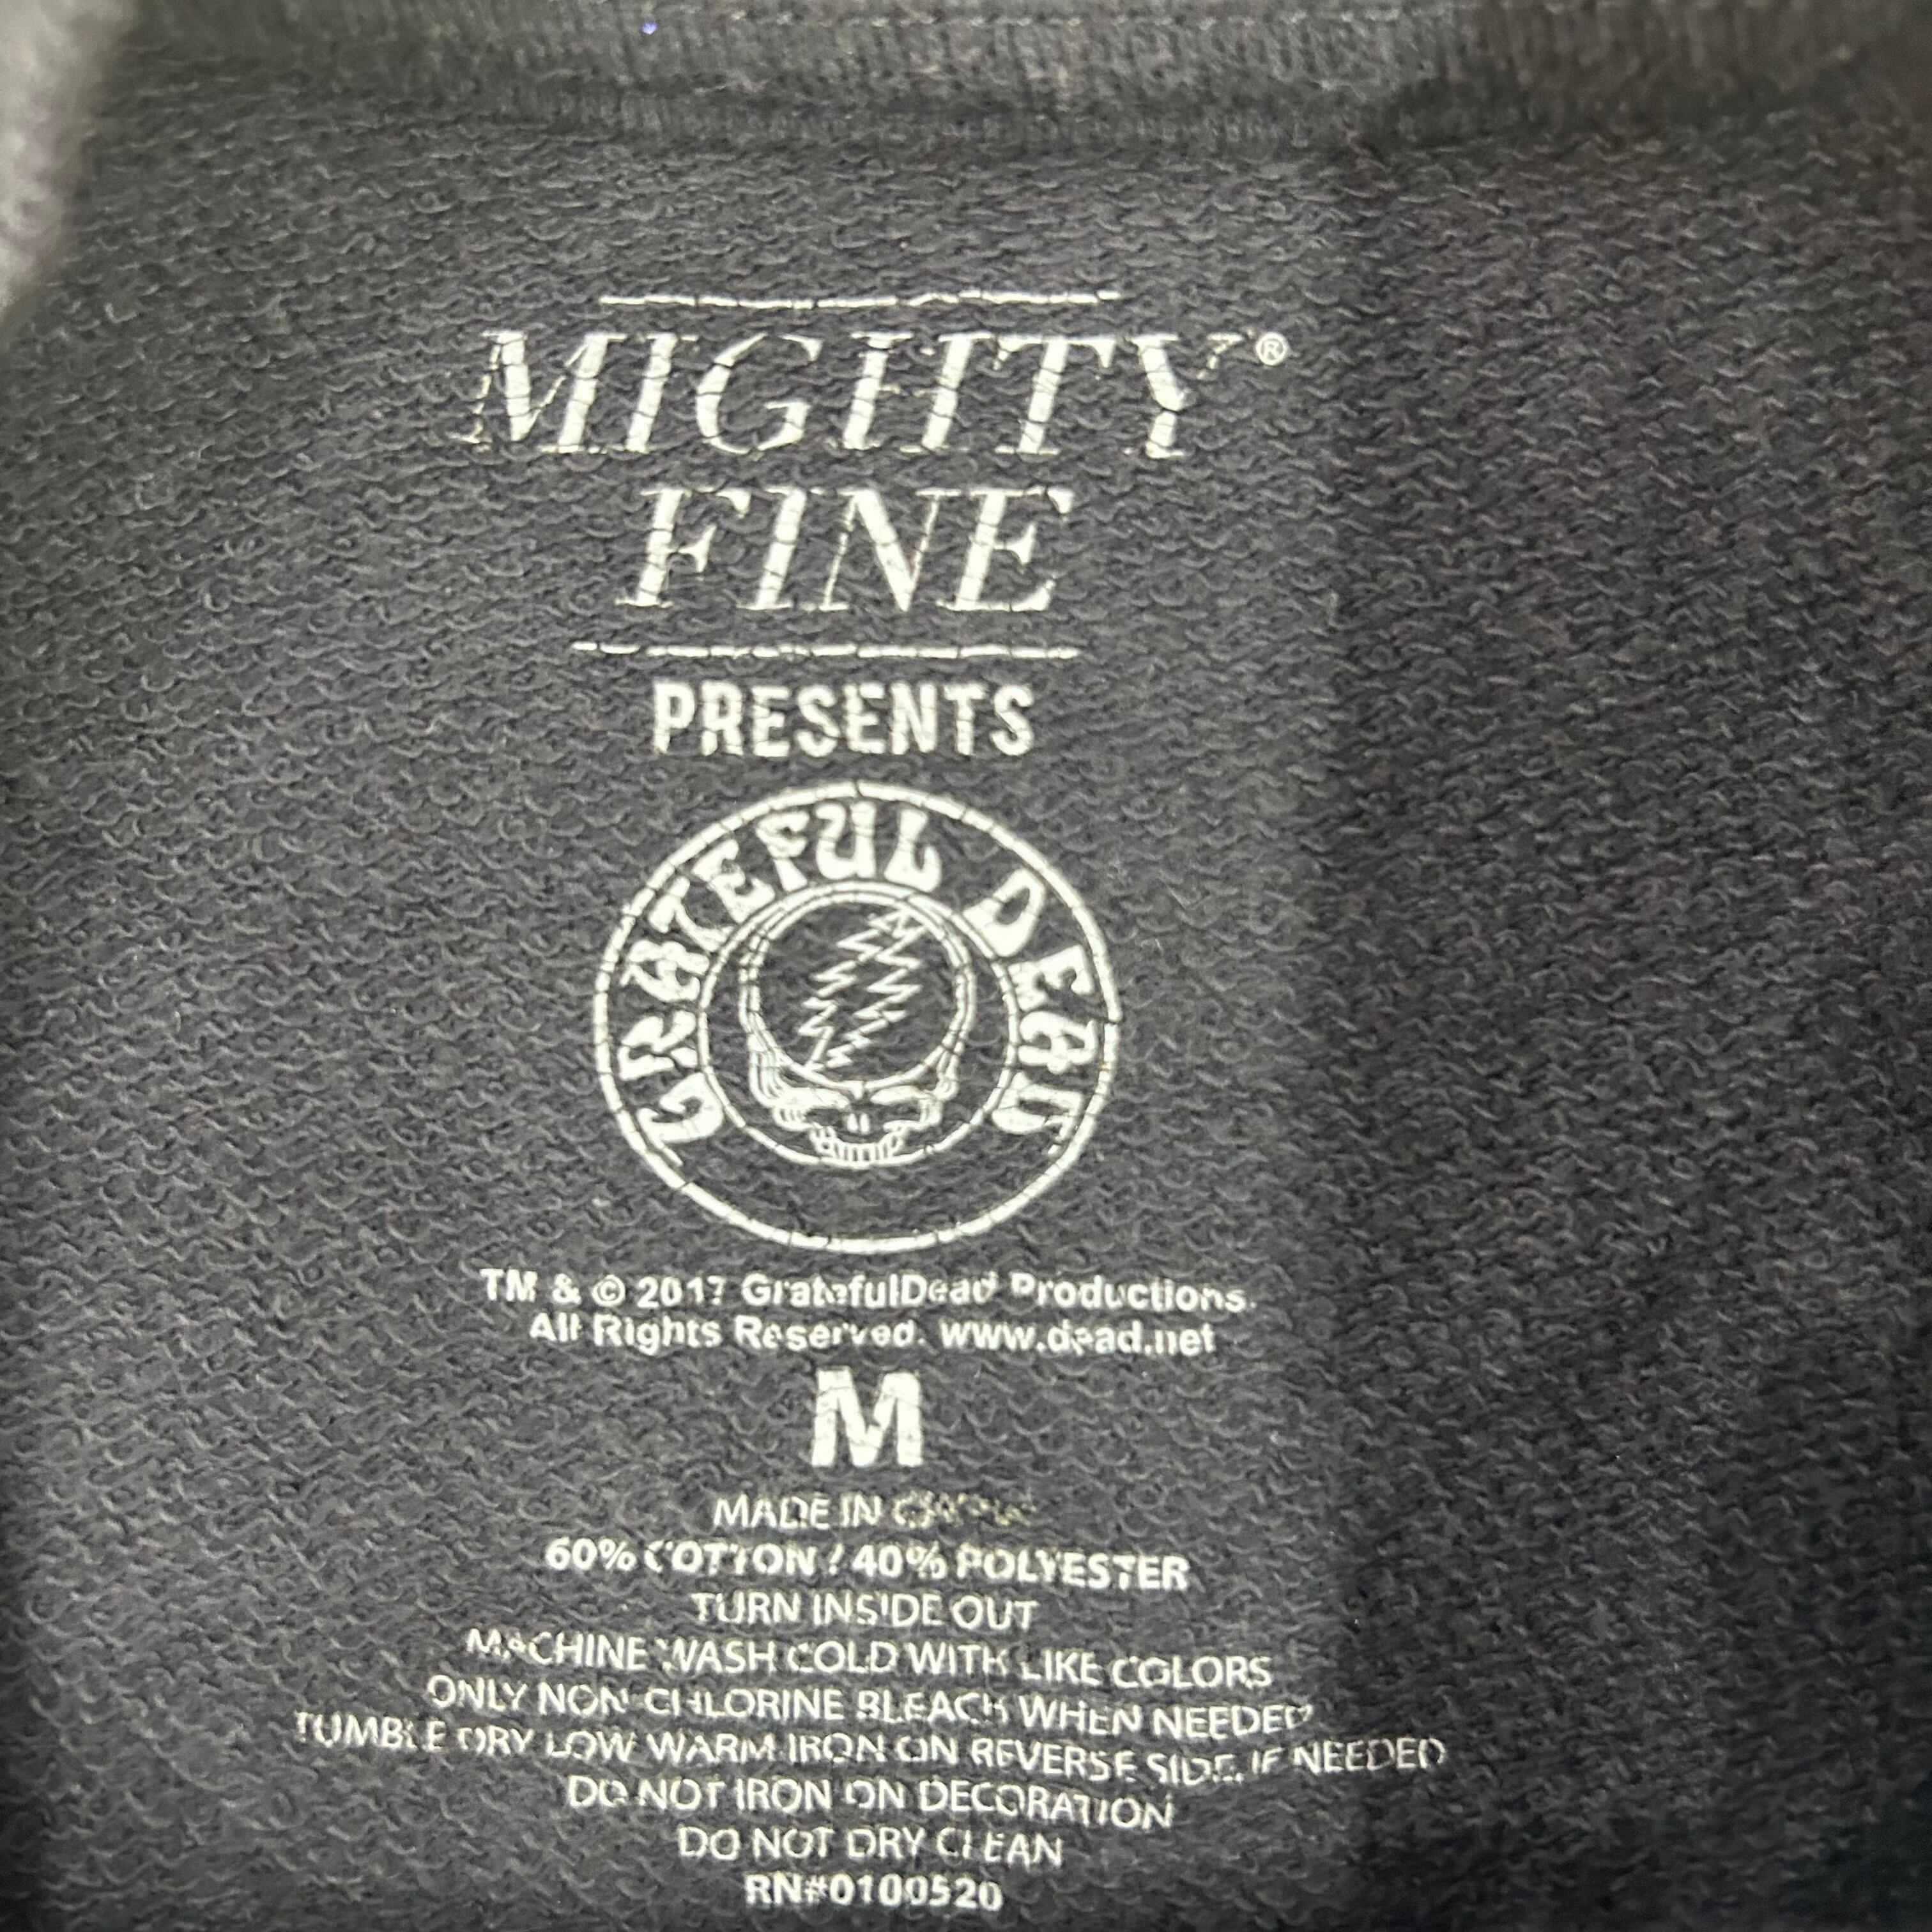 MIGHTY®
FINE
PRESENTS
GRATEFUL DEAD
TM & © 2017 GratefulDead Productions.
All Rights Reserved. www.dead.net
M
MADE IN
60% COTTON / 40% POLYESTER
TURN INSIDE OUT
MACHINE WASH COLD WITH LIKE COLORS
ONLY NON-CHLORINE BLEACH WHEN NEEDED
TUMBLE DRY LOW WARM IRON ON REVERSE SIDE, IF NEEDED
DO NOT IRON ON DECORATION
DO NOT DRY CLEAN
RN#0100520